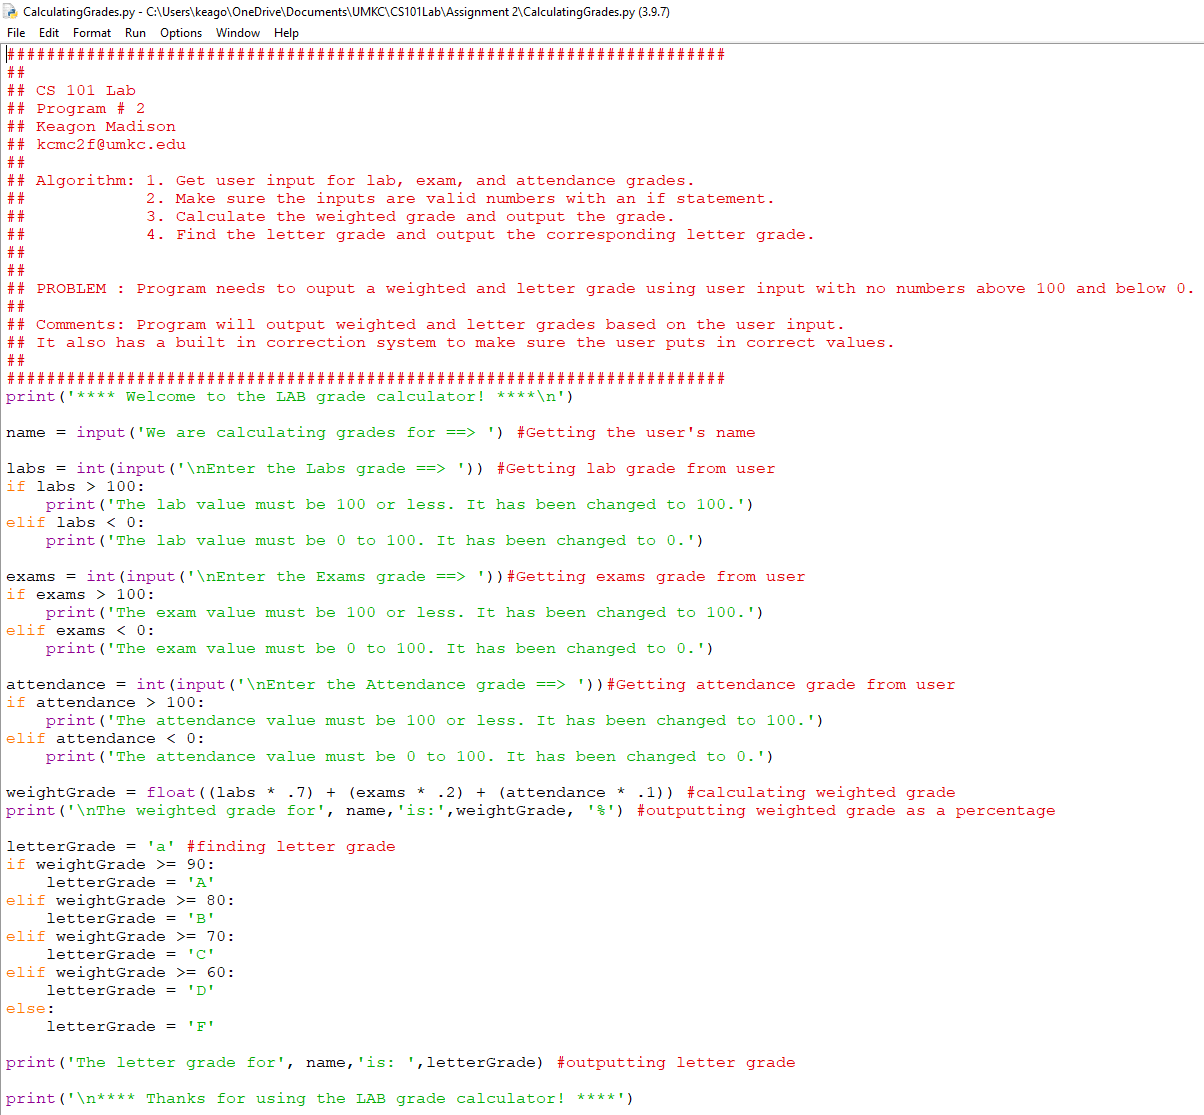 CalculatingGrades.py - C:\Users\keago\OneDrive\Documents\UMKC\CS101Lab\Assignment 2\CalculatingGrades.py (3.9.7)
File Edit Format Run Options Window Help
########################################################################
##
## CS 101 Lab
## Program # 2
## Keagon Madison
## kcmc2f@umkc.edu
##
## Algorithm: 1. Get user input for lab, exam, and attendance grades.
##            2. Make sure the inputs are valid numbers with an if statement.
##            3. Calculate the weighted grade and output the grade.
##            4. Find the letter grade and output the corresponding letter grade.
##
##
## PROBLEM : Program needs to ouput a weighted and letter grade using user input with no numbers above 100 and below 0.
##
## Comments: Program will output weighted and letter grades based on the user input.
## It also has a built in correction system to make sure the user puts in correct values.
##
########################################################################
print('**** Welcome to the LAB grade calculator! ****\n')

name = input('We are calculating grades for ==> ') #Getting the user's name

labs = int(input('\nEnter the Labs grade ==> ')) #Getting lab grade from user
if labs > 100:
    print('The lab value must be 100 or less. It has been changed to 100.')
elif labs < 0:
    print('The lab value must be 0 to 100. It has been changed to 0.')

exams = int(input('\nEnter the Exams grade ==> '))#Getting exams grade from user
if exams > 100:
    print('The exam value must be 100 or less. It has been changed to 100.')
elif exams < 0:
    print('The exam value must be 0 to 100. It has been changed to 0.')

attendance = int(input('\nEnter the Attendance grade ==> '))#Getting attendance grade from user
if attendance > 100:
    print('The attendance value must be 100 or less. It has been changed to 100.')
elif attendance < 0:
    print('The attendance value must be 0 to 100. It has been changed to 0.')

weightGrade = float((labs * .7) + (exams * .2) + (attendance * .1)) #calculating weighted grade
print('\nThe weighted grade for', name,'is:',weightGrade, '%') #outputting weighted grade as a percentage

letterGrade = 'a' #finding letter grade
if weightGrade >= 90:
    letterGrade = 'A'
elif weightGrade >= 80:
    letterGrade = 'B'
elif weightGrade >= 70:
    letterGrade = 'C'
elif weightGrade >= 60:
    letterGrade = 'D'
else:
    letterGrade = 'F'

print('The letter grade for', name,'is: ',letterGrade) #outputting letter grade

print('\n**** Thanks for using the LAB grade calculator! ****')